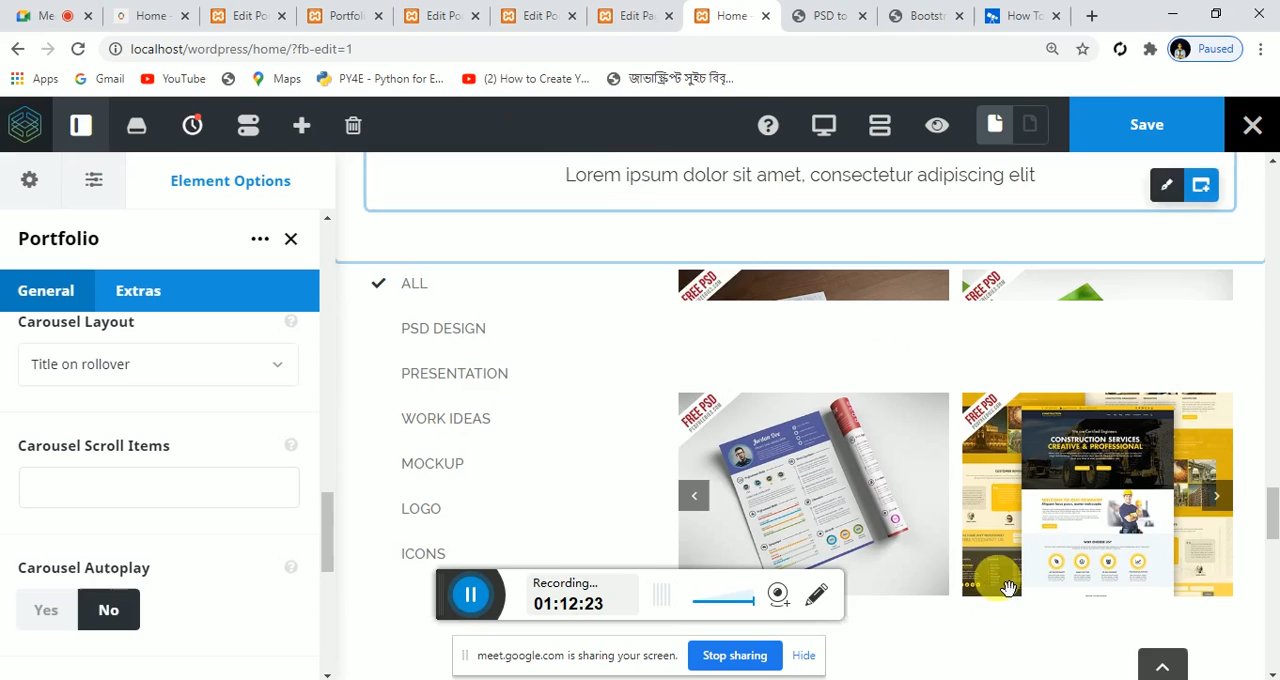 Me
Home -
Edit Po
Portfoli
Edit Po
Edit Po
Edit Pa
Home -
PSD to
Bootstr
How To
localhost/wordpress/home/?fb-edit=1
Paused
Apps
Gmail
YouTube
Maps
PY4E - Python for E...
(2) How to Create Y...
জাভাস্ক্রিপ্ট সুইচ বিবৃ...
Save
Element Options
Lorem ipsum dolor sit amet, consectetur adipiscing elit
Portfolio
General
Extras
Carousel Layout
Title on rollover
Carousel Scroll Items
Carousel Autoplay
Yes
No
ALL
PSD DESIGN
PRESENTATION
WORK IDEAS
MOCKUP
LOGO
ICONS
FREE PSD
FREE PSD
FREE PSD
FREE PSD
CONSTRUCTION SERVICES
CREATIVE & PROFESSIONAL
Recording...
01:12:23
meet.google.com is sharing your screen.
Stop sharing
Hide